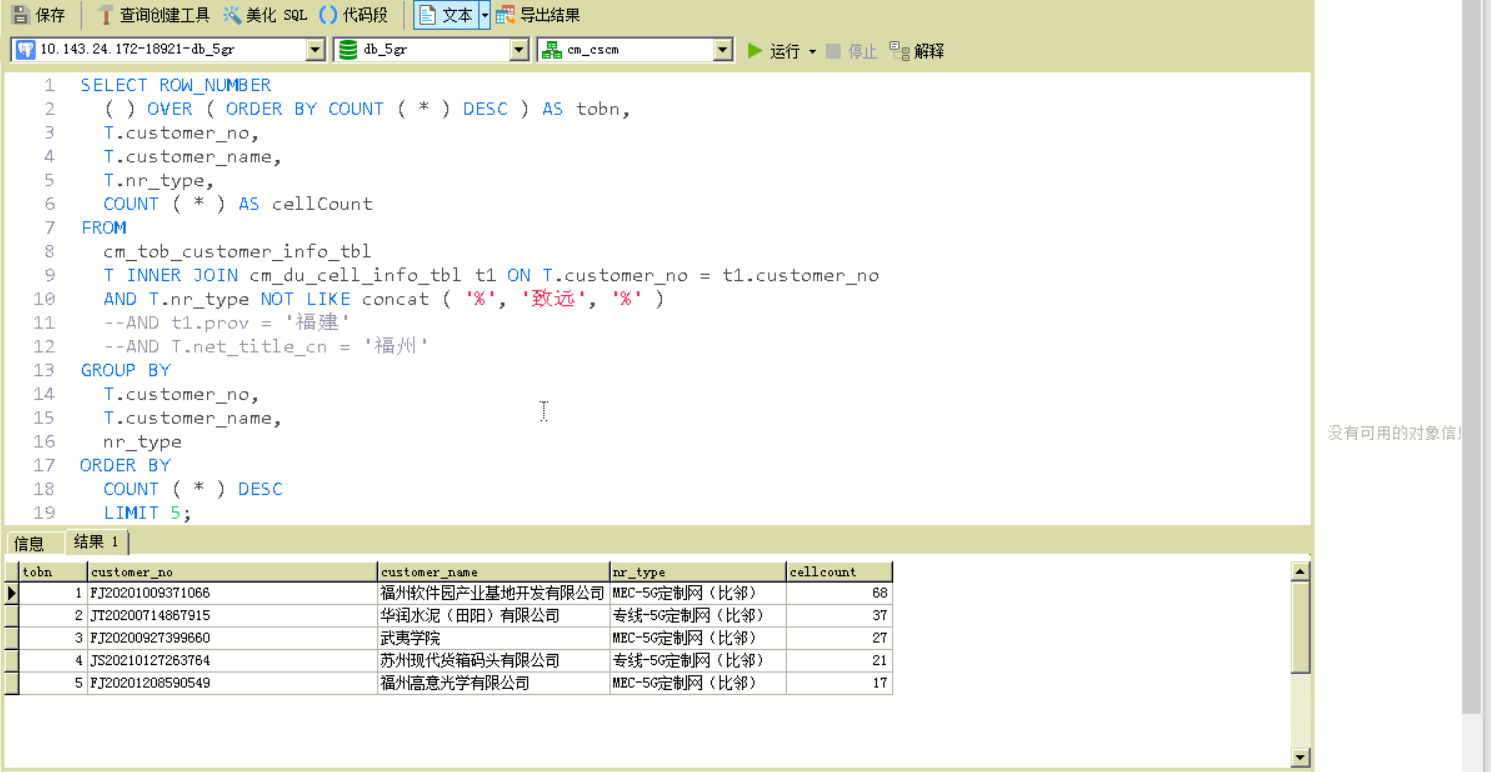 保存 查询创建工具 美化 SQL 代码段 文本 导出结果
10.143.24.172-18921-db_5gr db_5gr cm_cscm 运行 停止 解释
1 SELECT ROW_NUMBER
2 ( ) OVER ( ORDER BY COUNT ( * ) DESC ) AS tobn,
3 T.customer_no,
4 T.customer_name,
5 T.nr_type,
6 COUNT ( * ) AS cellCount
7 FROM
8 cm_tob_customer_info_tbl
9 T INNER JOIN cm_du_cell_info_tbl t1 ON T.customer_no = t1.customer_no
10 AND T.nr_type NOT LIKE concat ( '%', '致远', '%' )
11 --AND t1.prov = '福建'
12 --AND T.net_title_cn = '福州'
13 GROUP BY
14 T.customer_no,
15 T.customer_name,
16 nr_type
17 ORDER BY
18 COUNT ( * ) DESC
19 LIMIT 5;
没有可用的对象信
信息 结果 1
tobn customer_no customer_name nr_type cellcount
1 FJ20201009371066 福州软件园产业基地开发有限公司 MEC-5G定制网（比邻） 68
2 JT20200714867915 华润水泥（田阳）有限公司 专线-5G定制网（比邻） 37
3 FJ20200927399660 武夷学院 MEC-5G定制网（比邻） 27
4 JS20210127263764 苏州现代货箱码头有限公司 专线-5G定制网（比邻） 21
5 FJ20201208590549 福州高意光学有限公司 MEC-5G定制网（比邻） 17